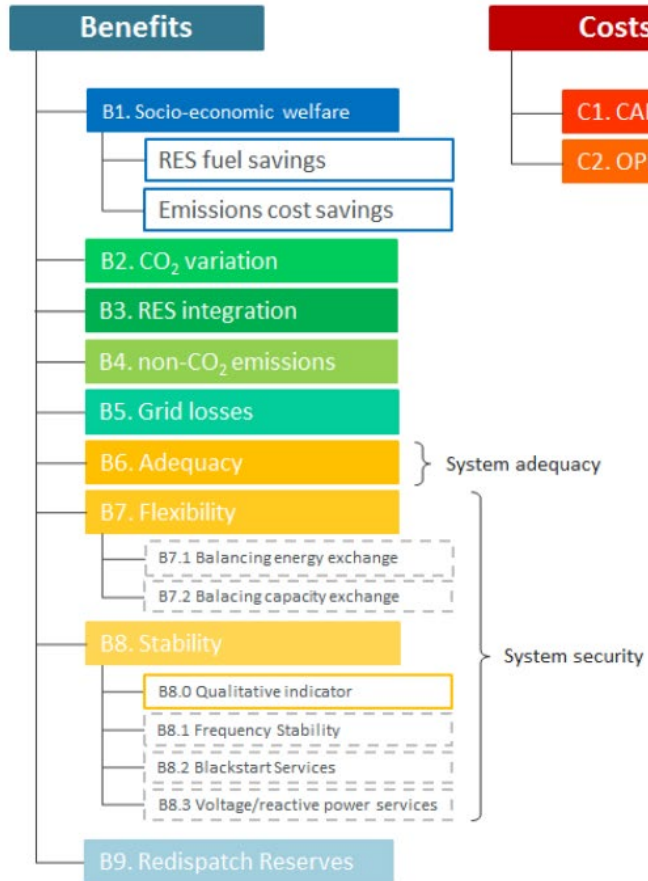 Benefits
Costs
B1. Socio-economic welfare
C1.
RES fuel savings
C2.
Emissions cost savings
B2. CO₂ variation
B3. RES integration
B4. non-CO₂ emissions
B5. Grid losses
B6. Adequacy
System adequacy
B7. Flexibility
B7.1 Balancing energy exchange
B7.2 Balacing capacity exchange
B8. Stability
System security
B8.0 Qualitative indicator
B8.1 Frequency Stability
B8.2 Blackstart Services
B8.3 Voltage/reactive power services
B9. Redispatch Reserves